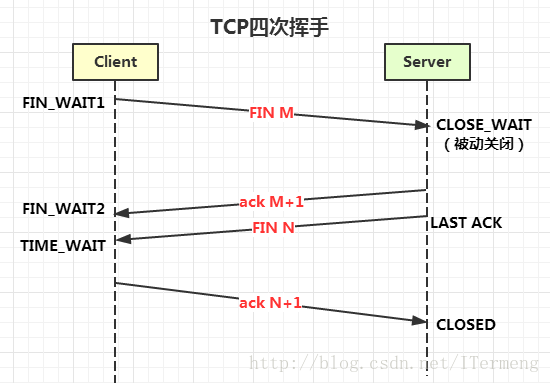 TCP四次挥手
Client
Server
FIN_WAIT1
FIN M
CLOSE_WAIT
（被动关闭）
ack M+1
FIN_WAIT2
FIN N
LAST ACK
TIME_WAIT
ack N+1
CLOSED
http://blog.csdn.net/ITermeng